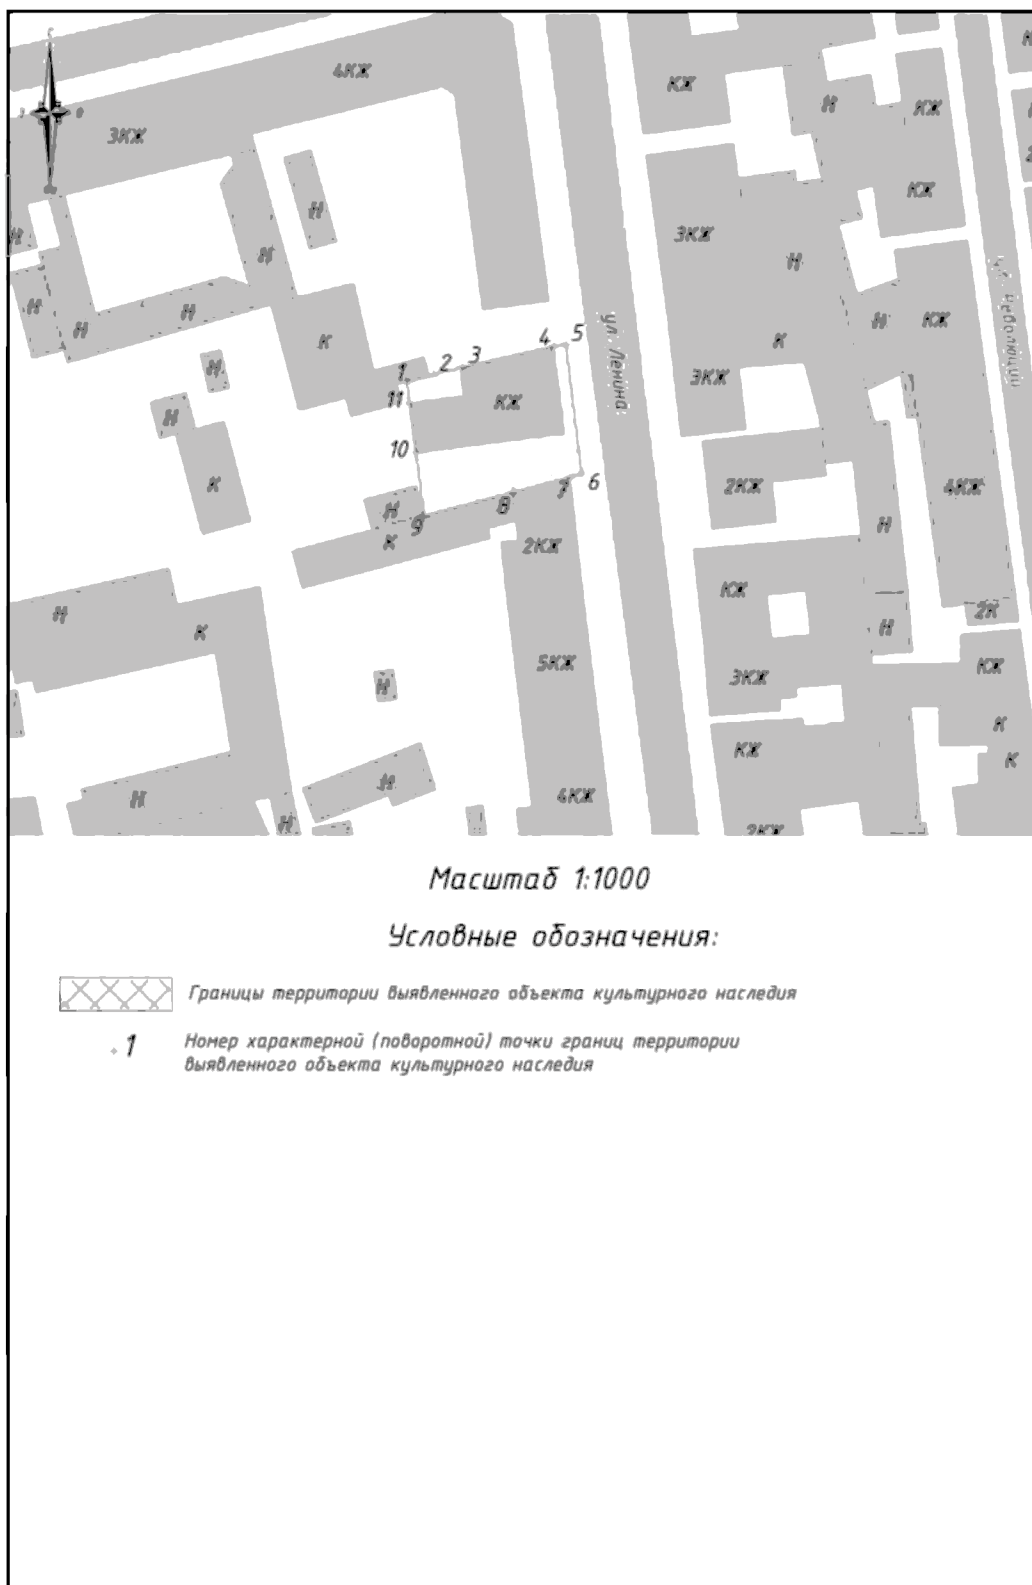 4КЖ
3КЖ
КЖ
Н
КЖ
КЖ
Н
Н
3КЖ
Н
Н
Н
Н
Н
К
К
Н
КЖ
ул. Ленина
1
2
3
4
5
Н
3КЖ
11
КЖ
Н
10
К
6
7
8
9
2КЖ
4КЖ
Н
К
2КЖ
Н
КЖ
2К
Н
К
Н
5КЖ
КЖ
3КЖ
Н
К
КЖ
К
Н
Н
4КЖ
Н
Масштаб 1:1000
Условные обозначения:
Границы территории выявленного объекта культурного наследия
1 Номер характерной (поворотной) точки границ территории
выявленного объекта культурного наследия